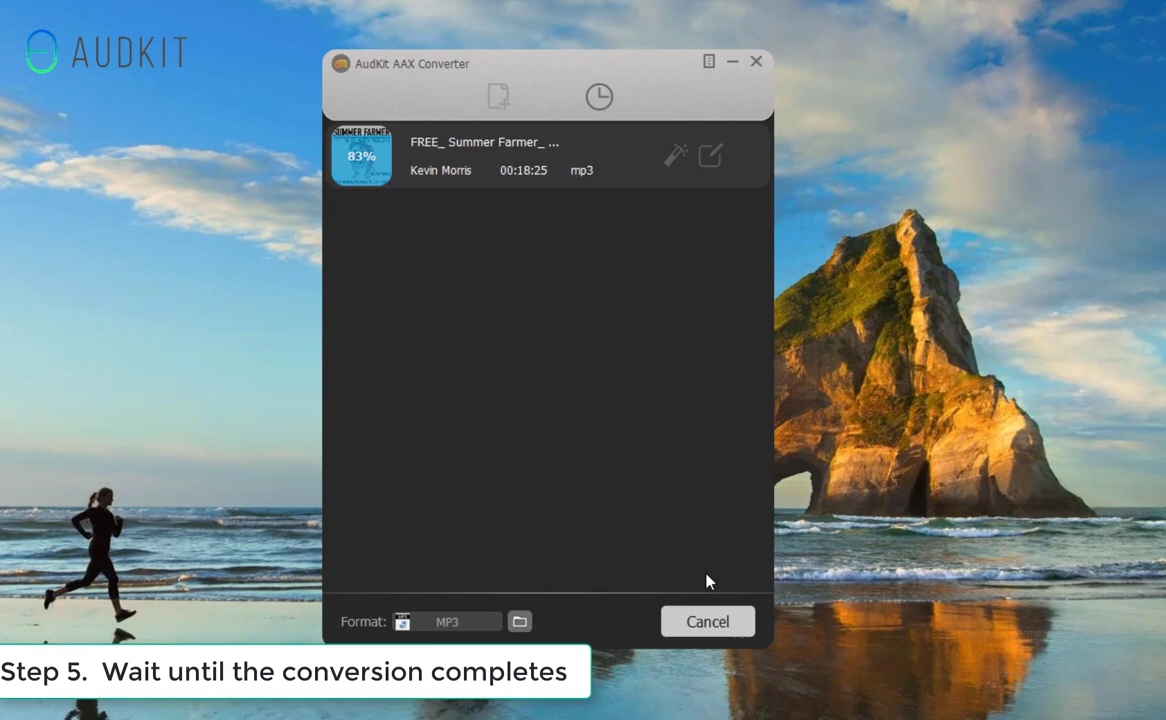 AUDKIT
AudKit AAX Converter
SUMMER FARMER
83%
FREE_ Summer Farmer_ ...
Kevin Morris 00:18:25 mp3
Format: MP3
Cancel
Step 5. Wait until the conversion completes